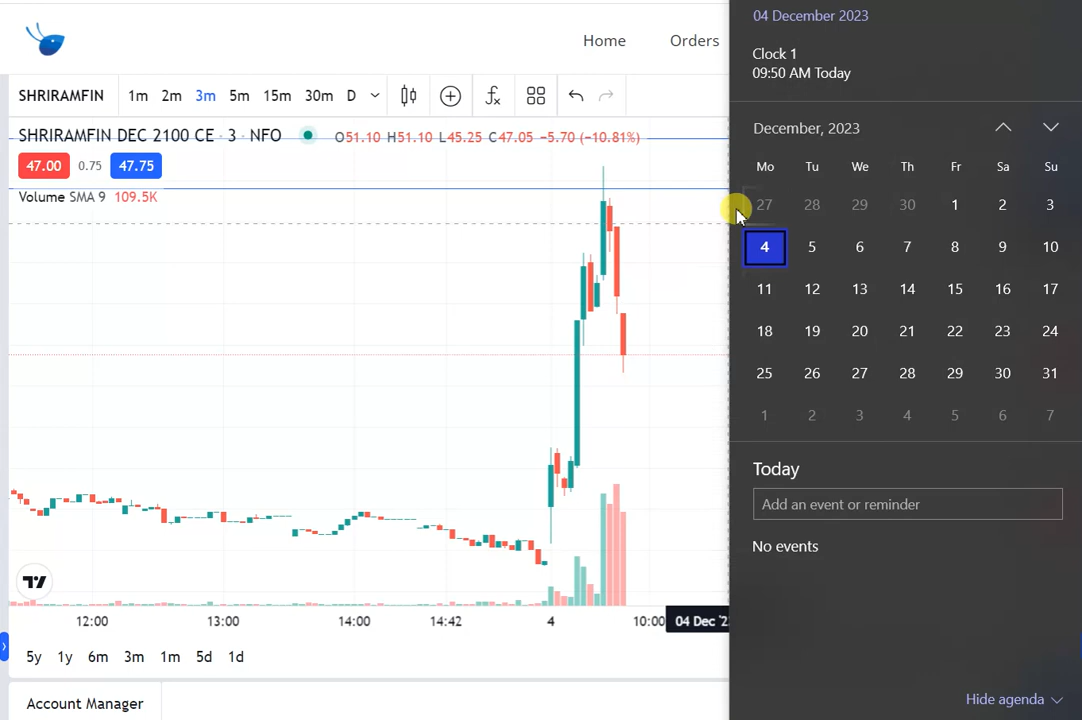 Home Orders
SHRIRAMFIN 1m 2m 3m 5m 15m 30m D
SHRIRAMFIN DEC 2100 CE · 3 · NFO O51.10 H51.10 L45.25 C47.05 −5.70 (−10.81%)
47.00 0.75 47.75
Volume SMA 9 109.5K
12:00 13:00 14:00 14:42 4 10:00 04 Dec '2
5y 1y 6m 3m 1m 5d 1d
Account Manager
04 December 2023
Clock 1
09:50 AM Today
December, 2023
Mo Tu We Th Fr Sa Su
27 28 29 30 1 2 3
4 5 6 7 8 9 10
11 12 13 14 15 16 17
18 19 20 21 22 23 24
25 26 27 28 29 30 31
1 2 3 4 5 6 7
Today
Add an event or reminder
No events
Hide agenda